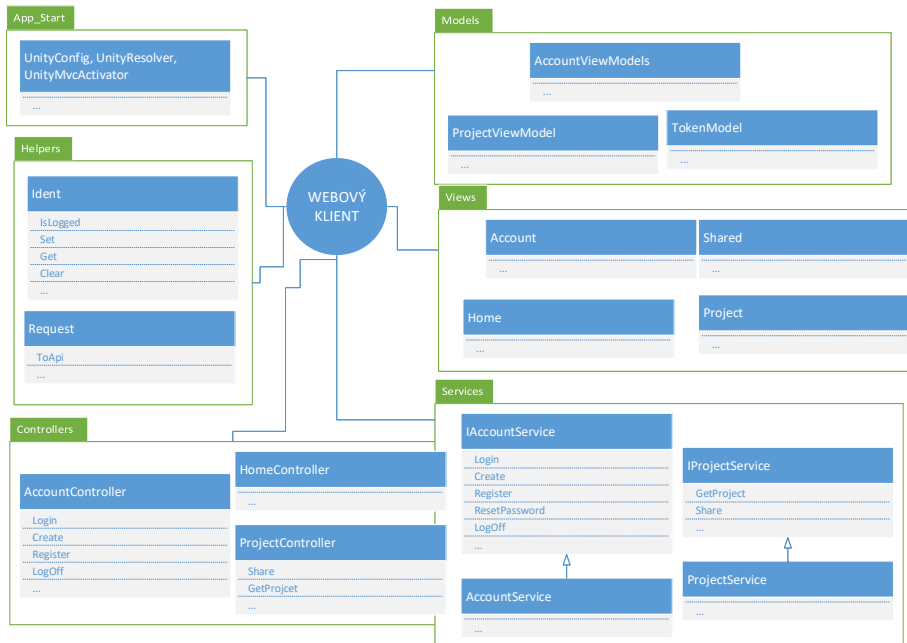 App_Start
UnityConfig, UnityResolver,
UnityMvcActivator
...
Helpers
Ident
IsLogged
Set
Get
Clear
...
Request
ToApi
...
WEBOVÝ
KLIENT
Models
AccountViewModels
...
ProjectViewModel
...
TokenModel
...
Views
Account
...
Shared
...
Home
...
Project
...
Controllers
AccountController
Login
Create
Register
LogOff
...
HomeController
...
ProjectController
Share
GetProjcet
...
Services
IAccountService
Login
Create
Register
ResetPassword
LogOff
...
AccountService
...
IProjectService
GetProject
Share
...
ProjectService
...